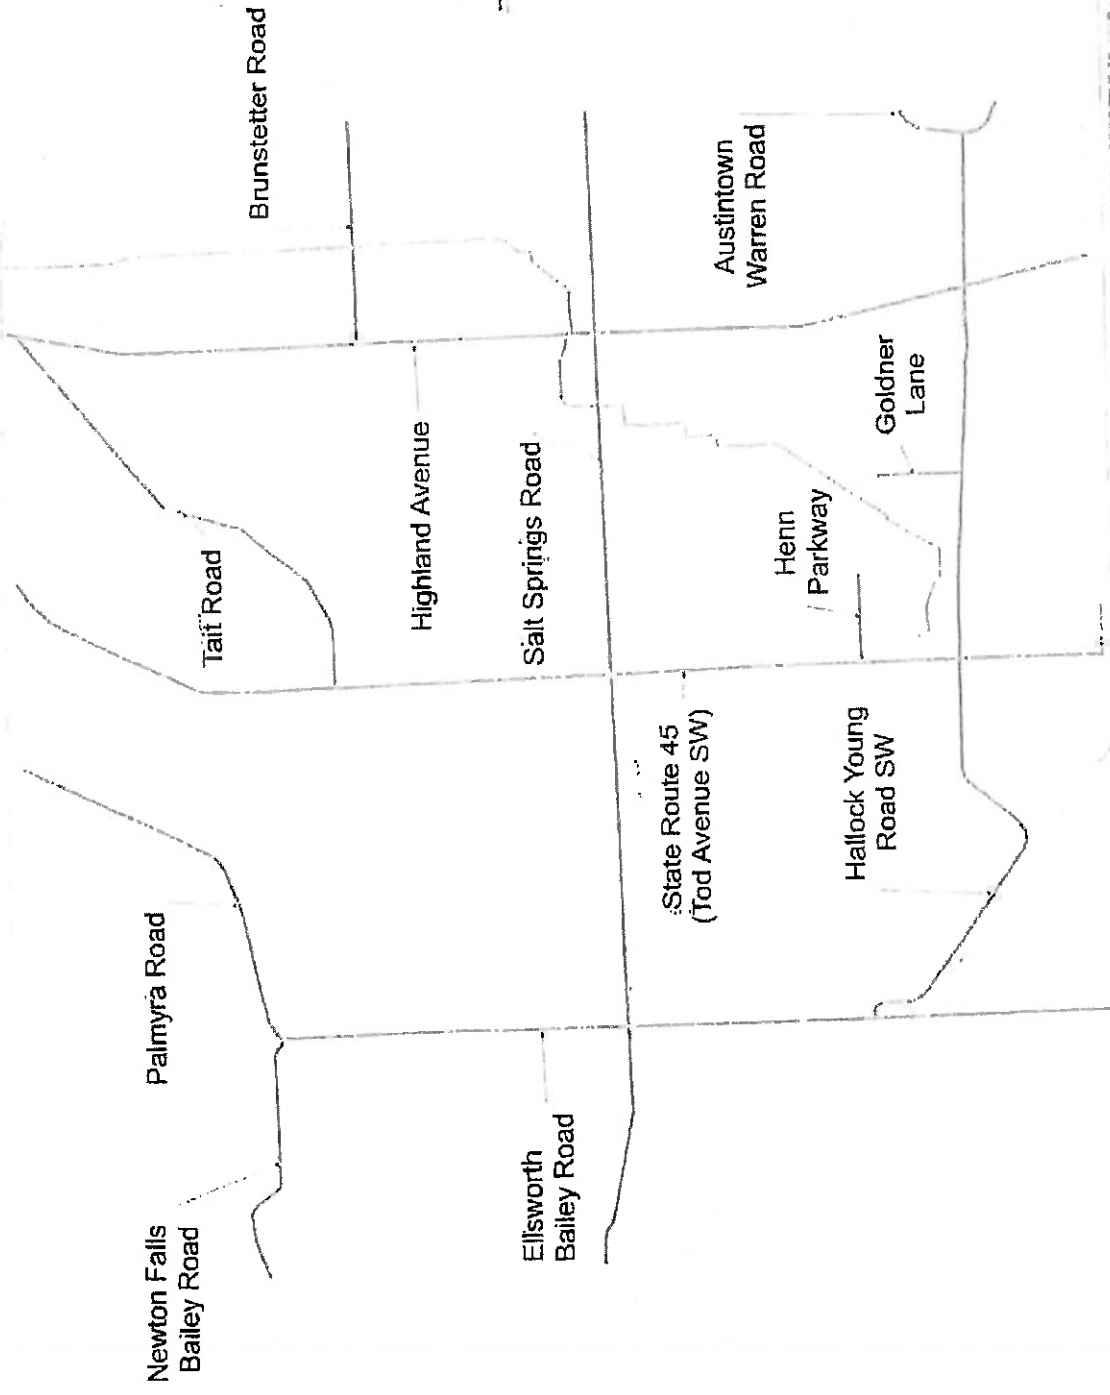 Newton Falls
Bailey Road
Palmyra Road
Tait Road
Brunstetter Road
Highland Avenue
Ellsworth
Bailey Road
Salt Springs Road
State Route 45
(Tod Avenue SW)
Austintown
Warren Road
Henn
Parkway
Hallock Young
Road SW
Goldner
Lane